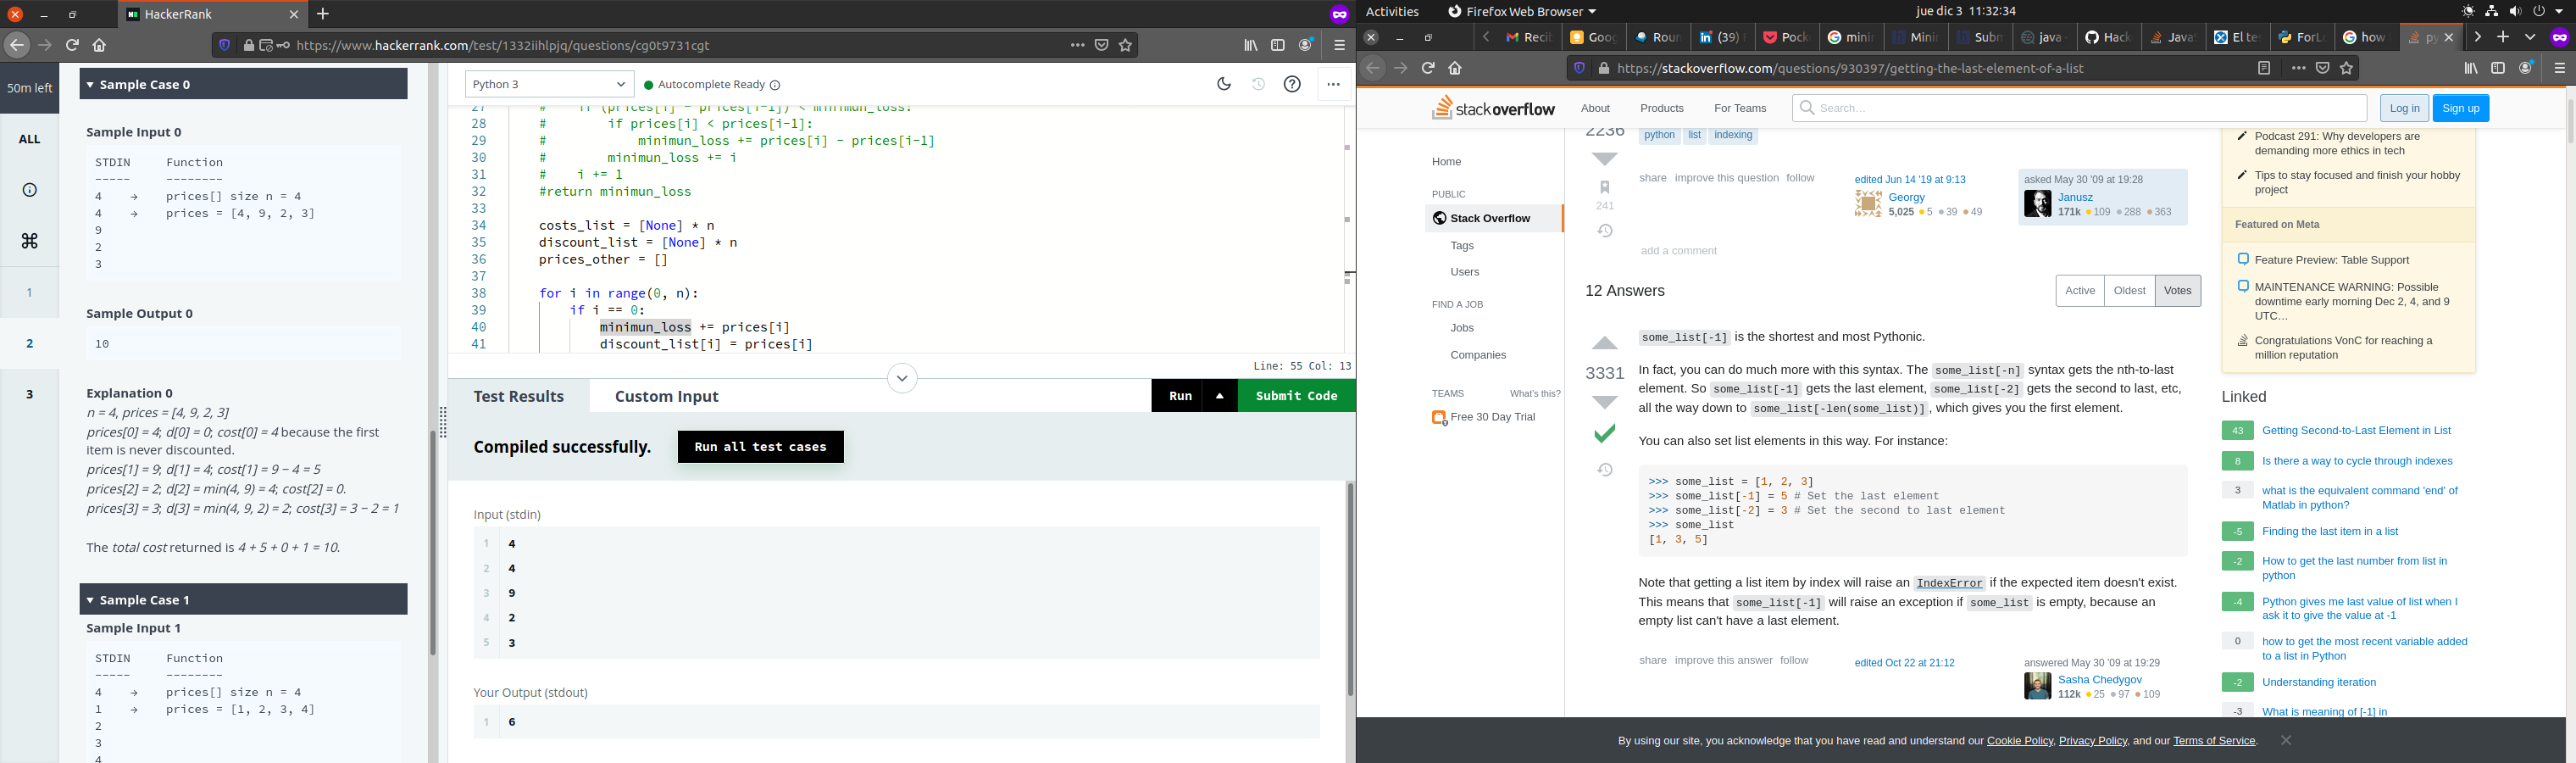 HackerRank
https://www.hackerrank.com/test/1332iihlpjq/questions/cg0t9731cgt
50m left
ALL
1
2
3
Sample Case 0
Sample Input 0
STDIN Function
----- --------
4 → prices[] size n = 4
4 → prices = [4, 9, 2, 3]
9
2
3
Sample Output 0
10
Explanation 0
n = 4, prices = [4, 9, 2, 3]
prices[0] = 4; d[0] = 0; cost[0] = 4 because the first
item is never discounted.
prices[1] = 9; d[1] = 4; cost[1] = 9 − 4 = 5
prices[2] = 2; d[2] = min(4, 9) = 4; cost[2] = 0.
prices[3] = 3; d[3] = min(4, 9, 2) = 2; cost[3] = 3 − 2 = 1
The total cost returned is 4 + 5 + 0 + 1 = 10.
Sample Case 1
Sample Input 1
STDIN Function
----- --------
4 → prices[] size n = 4
1 → prices = [1, 2, 3, 4]
2
3
4
Python 3
Autocomplete Ready
27 # if (prices[i] - prices[i-1]) < minimun_loss:
28 # if prices[i] < prices[i-1]:
29 # minimun_loss += prices[i] - prices[i-1]
30 # minimun_loss += i
31 # i += 1
32 #return minimun_loss
33
34 costs_list = [None] * n
35 discount_list = [None] * n
36 prices_other = []
37
38 for i in range(0, n):
39 if i == 0:
40 minimun_loss += prices[i]
41 discount_list[i] = prices[i]
Line: 55 Col: 13
Test Results
Custom Input
Run
Submit Code
Compiled successfully.
Run all test cases
Input (stdin)
1 4
2 4
3 9
4 2
5 3
Your Output (stdout)
1 6
Activities
Firefox Web Browser
jue dic 3 11:32:34
Recib
Goog
Roun
(39) F
Pock
minin
Minin
Subn
java -
Hack
JavaS
El tes
ForLo
how
py
https://stackoverflow.com/questions/930397/getting-the-last-element-of-a-list
stackoverflow
About
Products
For Teams
Search…
Log in
Sign up
Home
PUBLIC
Stack Overflow
Tags
Users
FIND A JOB
Jobs
Companies
TEAMS
What's this?
Free 30 Day Trial
2236
python list indexing
share improve this question follow
edited Jun 14 '19 at 9:13
Georgy
5,025 5 39 49
asked May 30 '09 at 19:28
Janusz
171k 109 288 363
241
add a comment
12 Answers
Active Oldest Votes
3331
some_list[-1] is the shortest and most Pythonic.
In fact, you can do much more with this syntax. The some_list[-n] syntax gets the nth-to-last
element. So some_list[-1] gets the last element, some_list[-2] gets the second to last, etc,
all the way down to some_list[-len(some_list)], which gives you the first element.
You can also set list elements in this way. For instance:
>>> some_list = [1, 2, 3]
>>> some_list[-1] = 5 # Set the last element
>>> some_list[-2] = 3 # Set the second to last element
>>> some_list
[1, 3, 5]
Note that getting a list item by index will raise an IndexError if the expected item doesn't exist.
This means that some_list[-1] will raise an exception if some_list is empty, because an
empty list can't have a last element.
share improve this answer follow
edited Oct 22 at 21:12
answered May 30 '09 at 19:29
Sasha Chedygov
112k 25 97 109
Podcast 291: Why developers are
demanding more ethics in tech
Tips to stay focused and finish your hobby
project
Featured on Meta
Feature Preview: Table Support
MAINTENANCE WARNING: Possible
downtime early morning Dec 2, 4, and 9
UTC…
Congratulations VonC for reaching a
million reputation
Linked
43 Getting Second-to-Last Element in List
8 Is there a way to cycle through indexes
3 what is the equivalent command 'end' of
Matlab in python?
-5 Finding the last item in a list
-2 How to get the last number from list in
python
-4 Python gives me last value of list when I
ask it to give the value at -1
0 how to get the most recent variable added
to a list in Python
-2 Understanding iteration
-3 What is meaning of [-1] in
By using our site, you acknowledge that you have read and understand our Cookie Policy, Privacy Policy, and our Terms of Service.